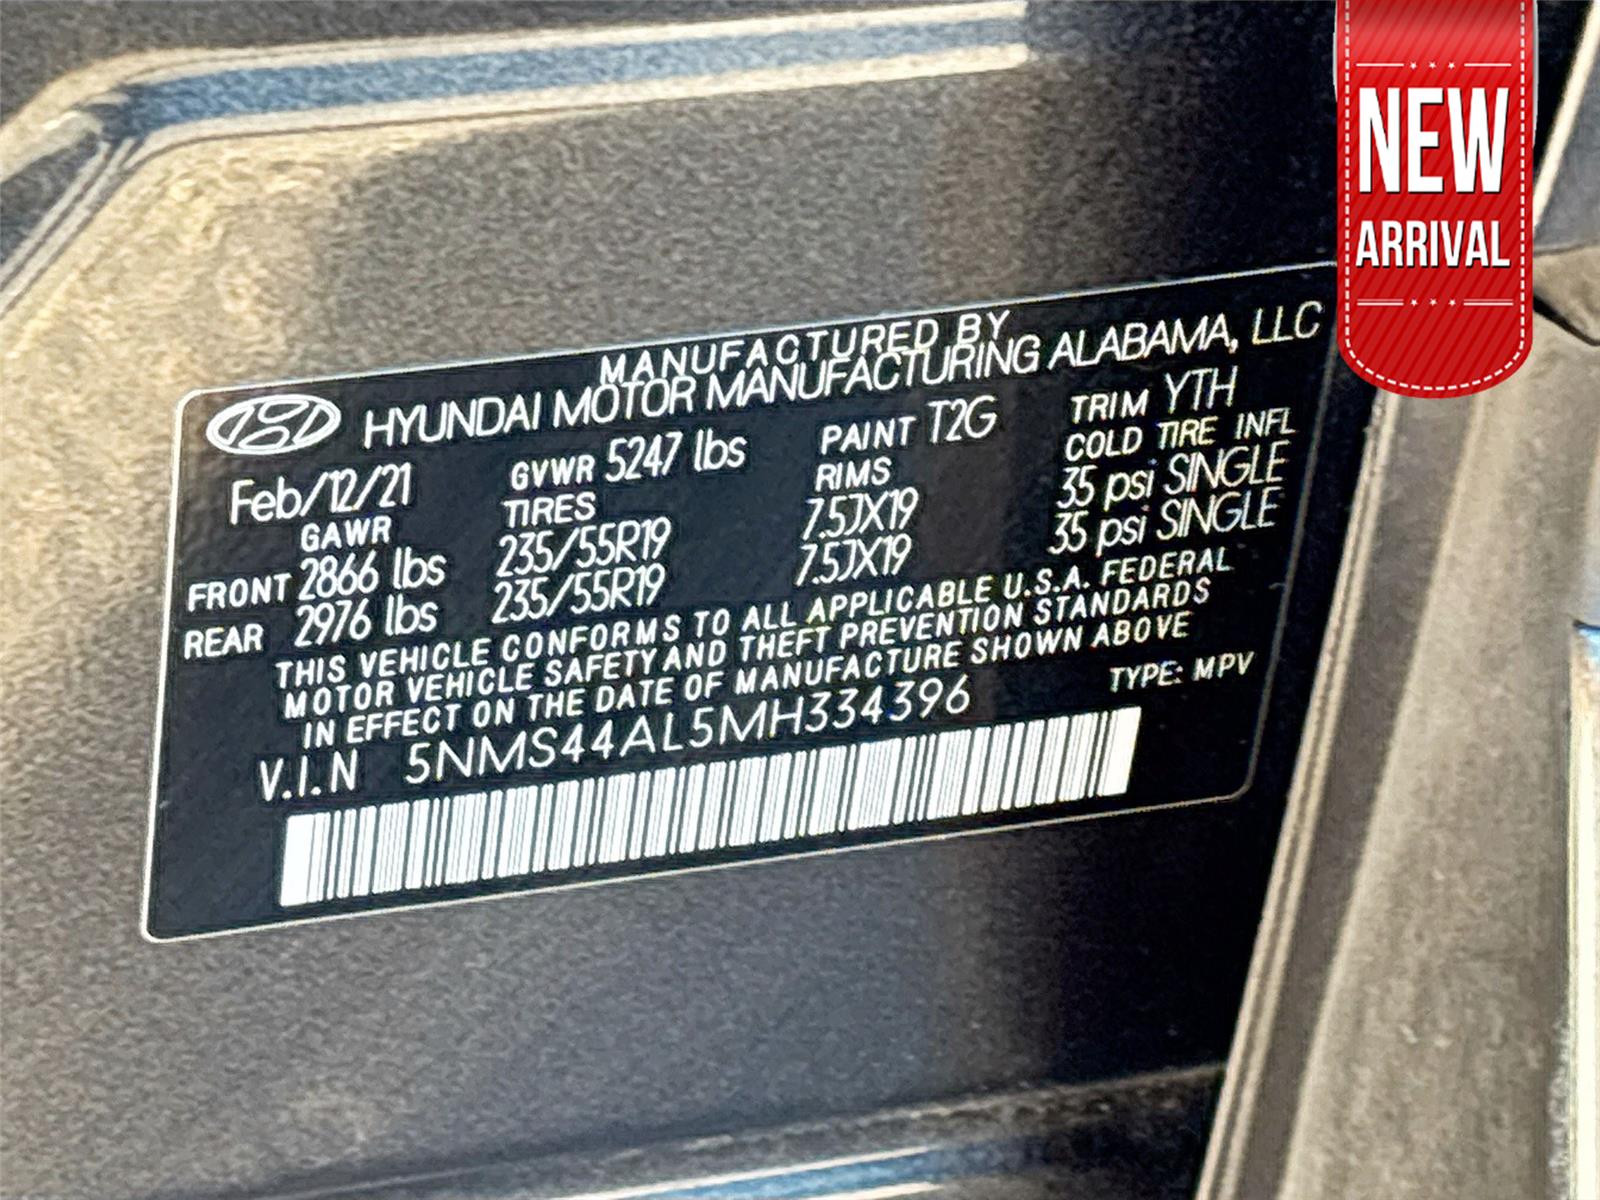 NEW
ARRIVAL
MANUFACTURED BY
HYUNDAI MOTOR MANUFACTURING ALABAMA, LLC
Feb/12/21 GVWR 5247 lbs PAINT T2G TRIM YTH
GAWR TIRES RIMS COLD TIRE INFL
FRONT 2866 lbs 235/55R19 7.5JX19 35 psi SINGLE
REAR 2976 lbs 235/55R19 7.5JX19 35 psi SINGLE
THIS VEHICLE CONFORMS TO ALL APPLICABLE U.S.A. FEDERAL
MOTOR VEHICLE SAFETY AND THEFT PREVENTION STANDARDS
IN EFFECT ON THE DATE OF MANUFACTURE SHOWN ABOVE
V.I.N 5NMS44AL5MH334396 TYPE: MPV